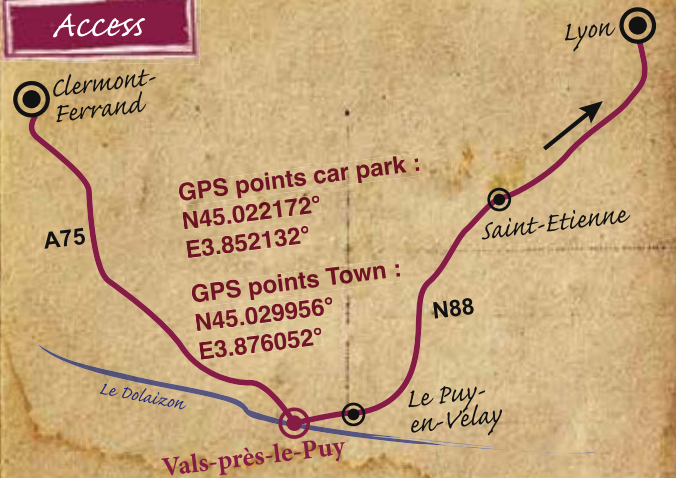 Access
Lyon
Clermont-
Ferrand
GPS points car park :
N45.022172°
E3.852132°
A75
Saint-Etienne
GPS points Town :
N45.029956°
E3.876052°
N88
Le Dolaizon
Le Puy-
en-Velay
Vals-près-le-Puy